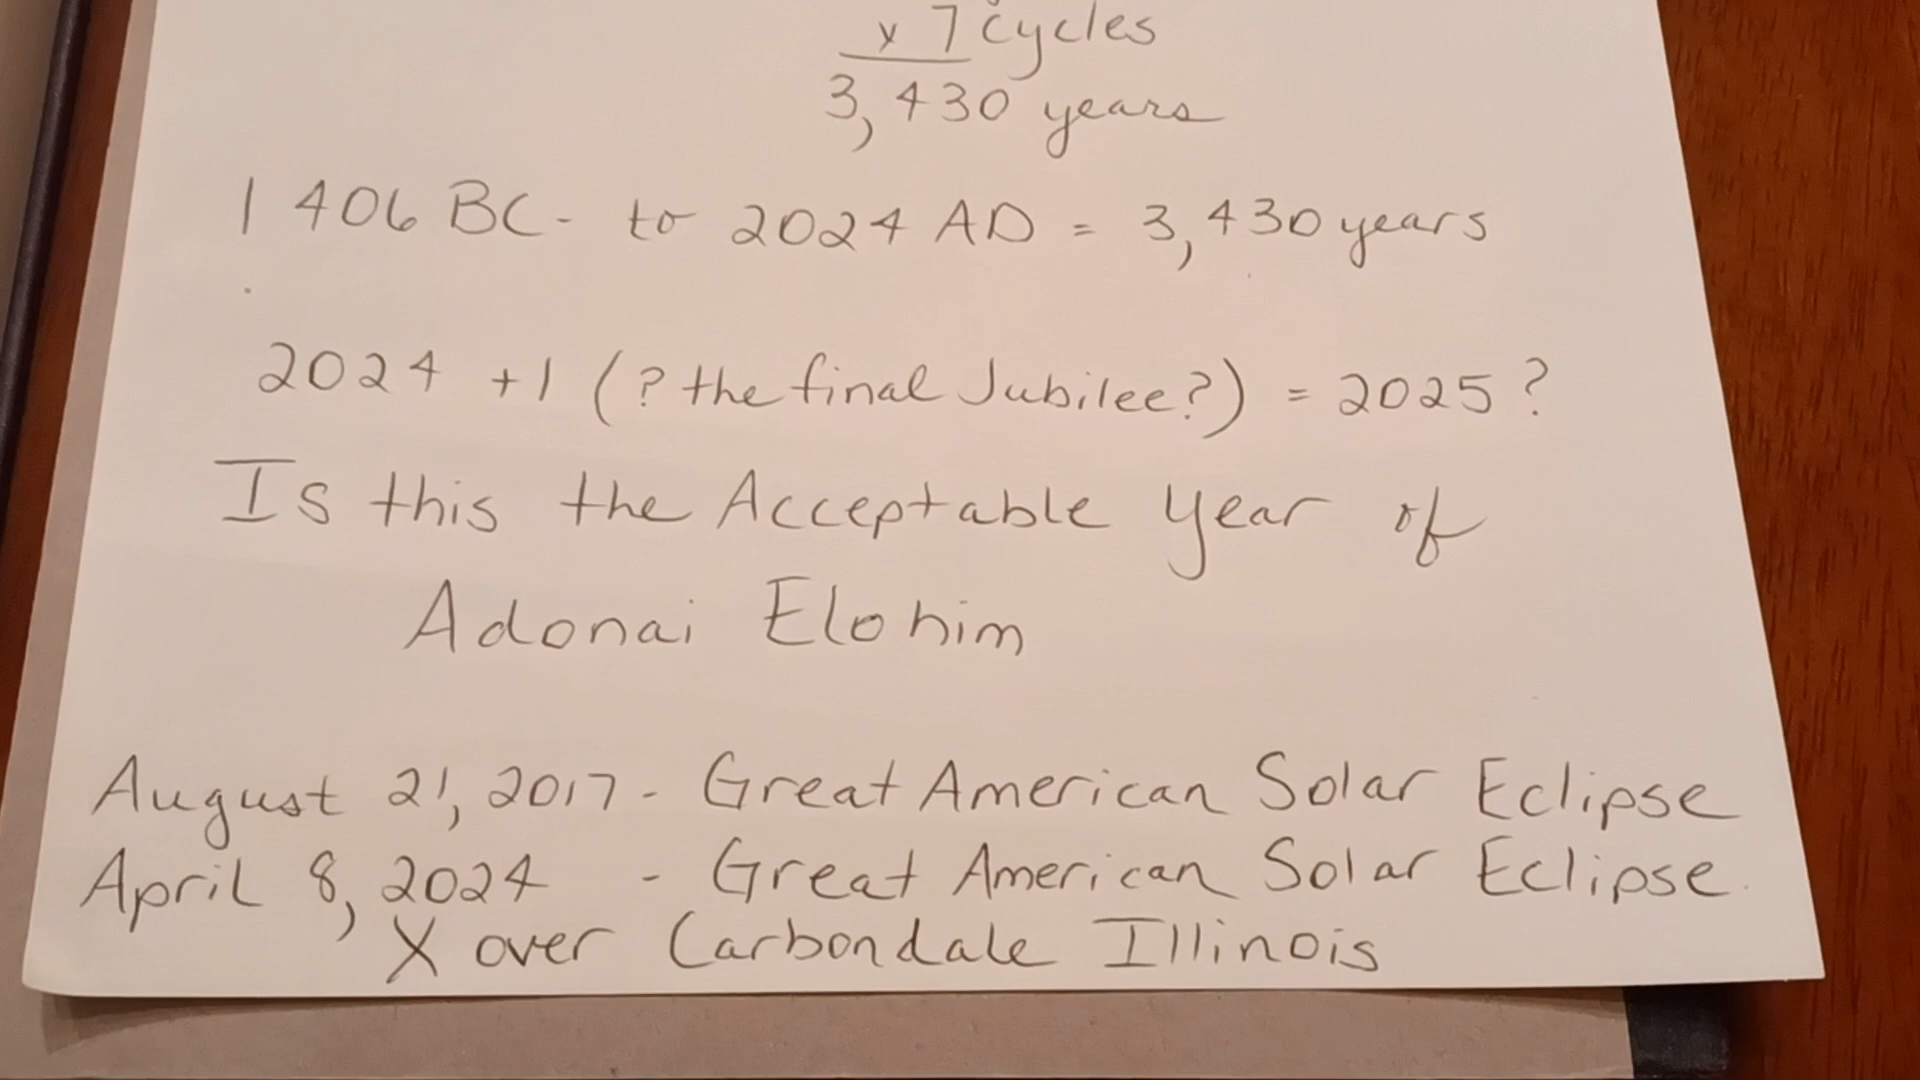 x 7 cycles
3,430 years
1406 BC - to 2024 AD = 3,430 years
2024 +1 (? the final Jubilee?) = 2025?
Is this the Acceptable year of
Adonai Elohim
August 21, 2017 - Great American Solar Eclipse
April 8, 2024 - Great American Solar Eclipse
X over Carbondale Illinois